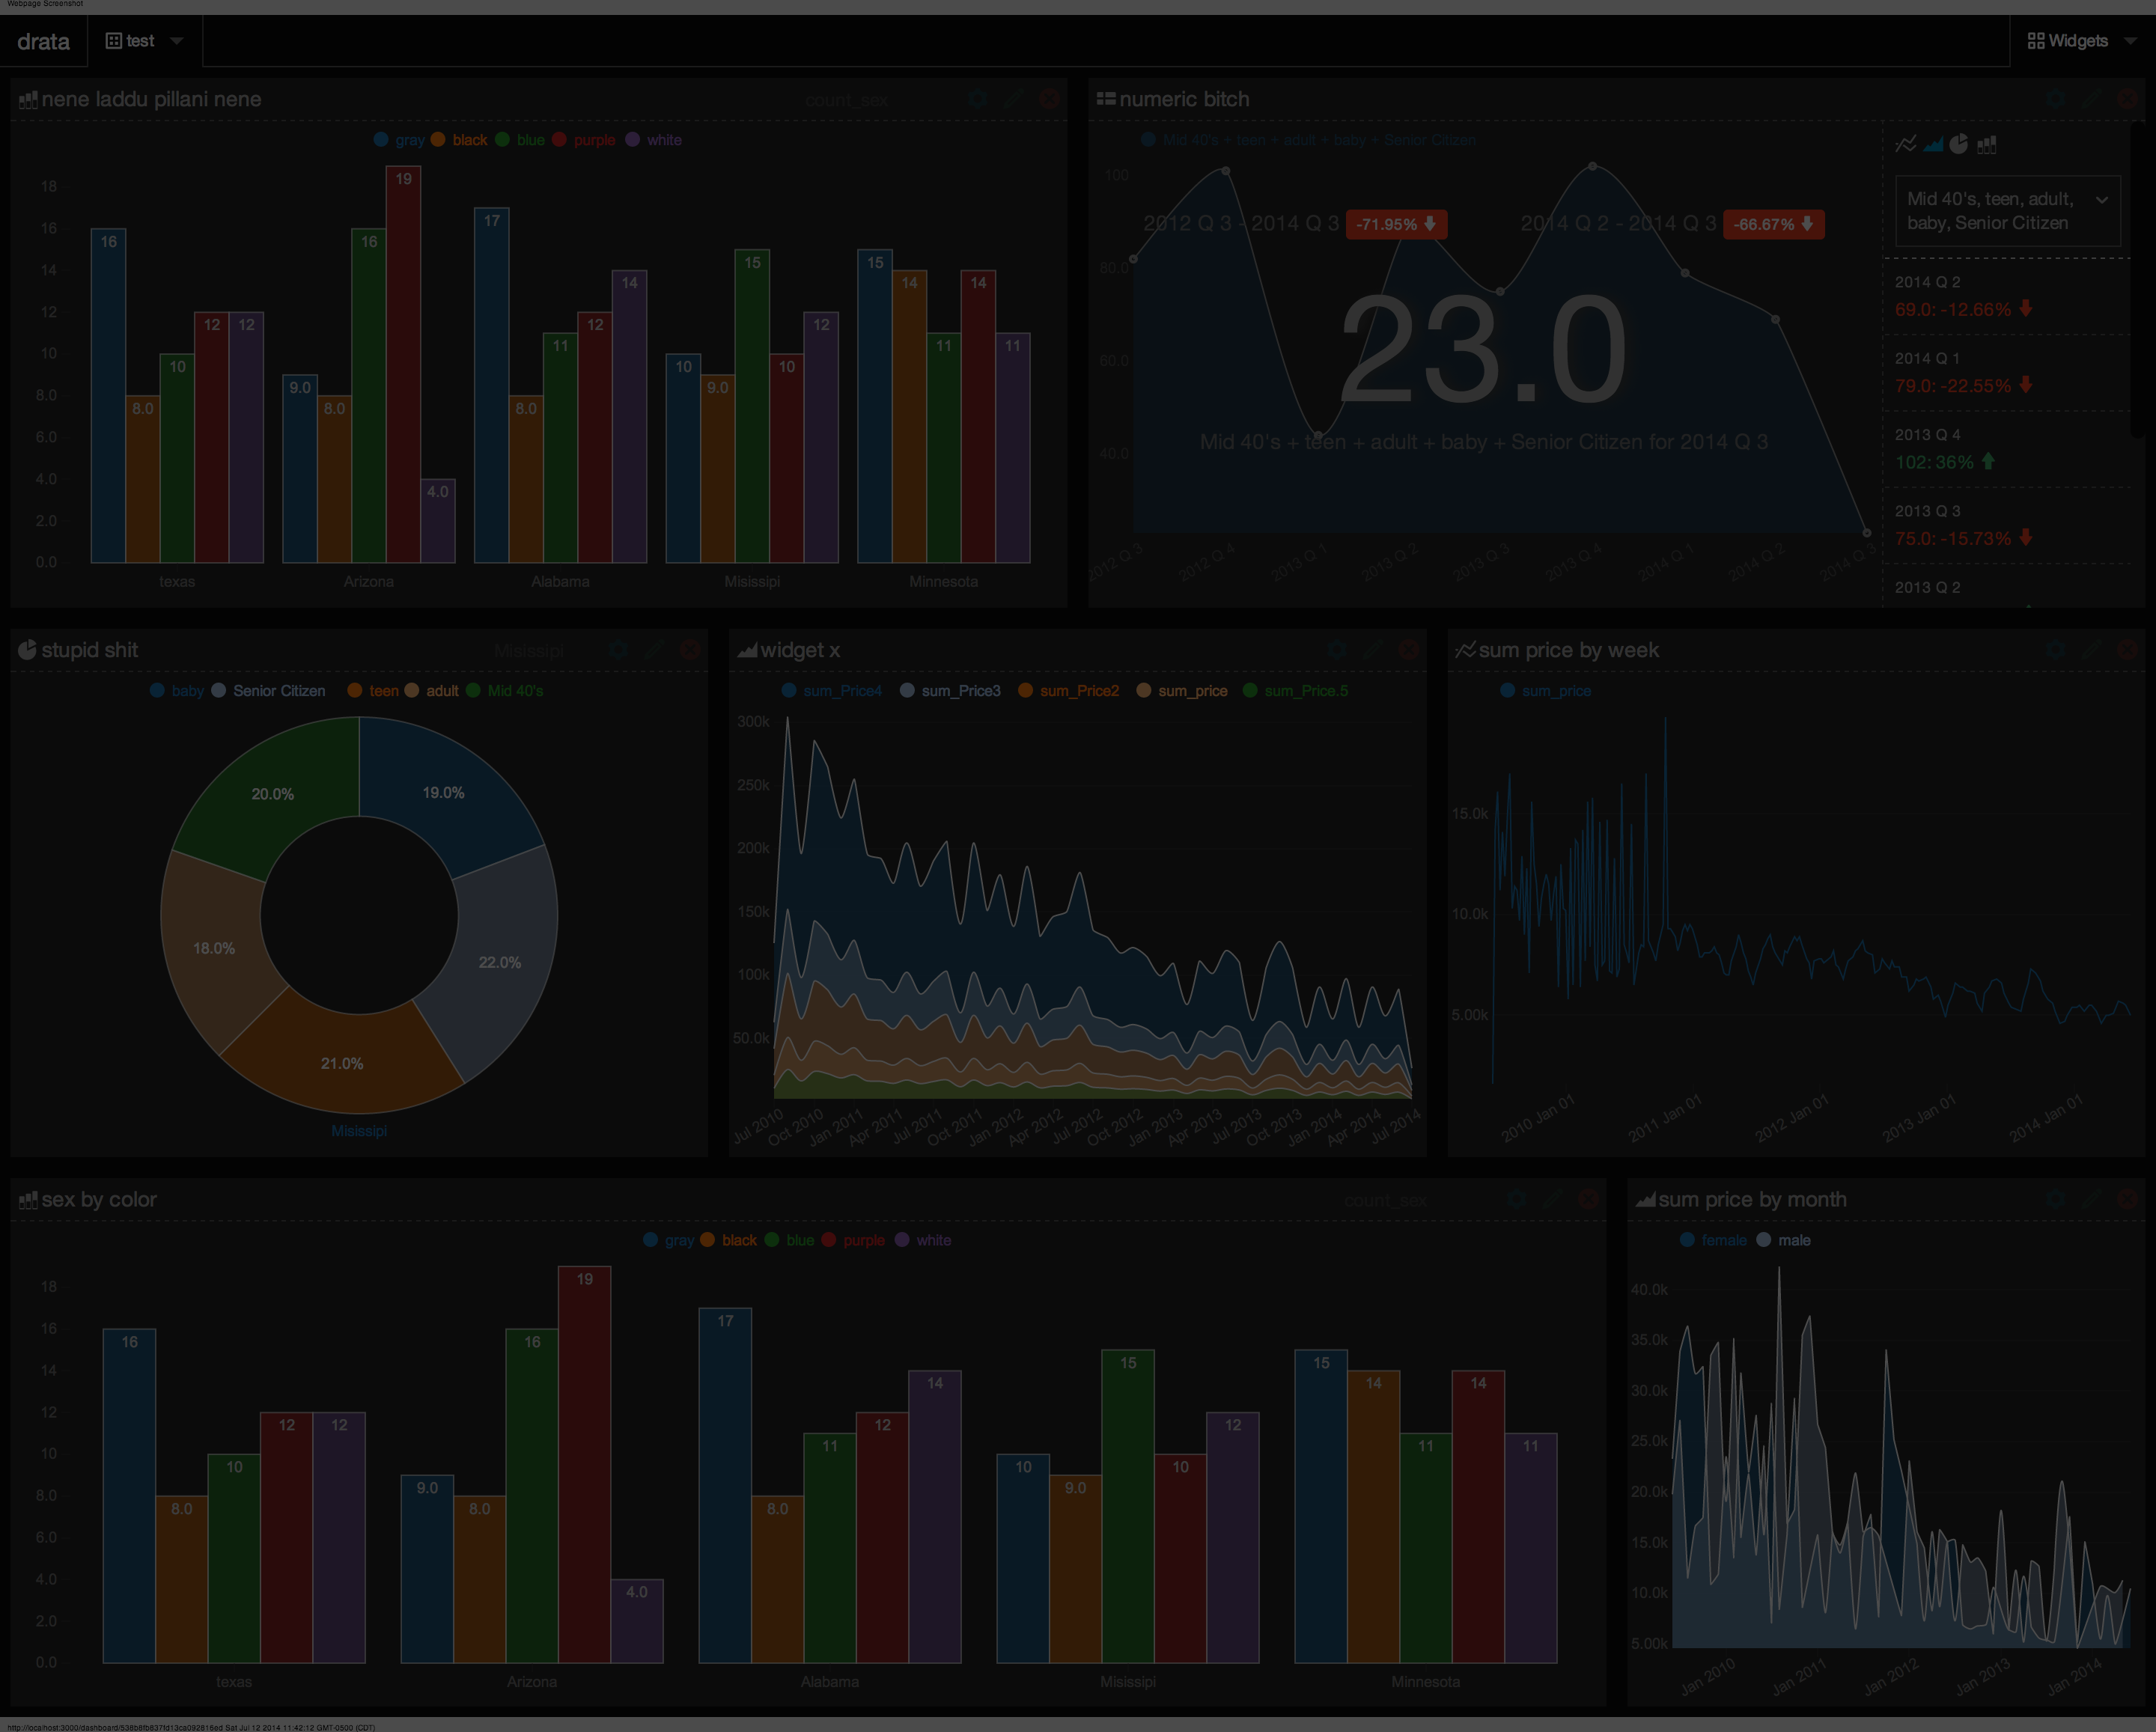 Webpage Screenshot
drata test Widgets
nene laddu pillani nene count_sex
gray black blue purple white
18
16
14
12
10
8.0
6.0
4.0
2.0
0.0
16 8.0 10 12 12
9.0 8.0 16 19 4.0
17 8.0 11 12 14
10 9.0 15 10 12
15 14 11 14 11
texas Arizona Alabama Misissipi Minnesota
numeric bitch
Mid 40's + teen + adult + baby + Senior Citizen
100
80.0
60.0
40.0
2012 Q 3 - 2014 Q 3 -71.95%
2014 Q 2 - 2014 Q 3 -66.67%
23.0
Mid 40's + teen + adult + baby + Senior Citizen for 2014 Q 3
2012 Q 3 2012 Q 4 2013 Q 1 2013 Q 2 2013 Q 3 2013 Q 4 2014 Q 1 2014 Q 2 2014 Q 3
Mid 40's, teen, adult,
baby, Senior Citizen
2014 Q 2
69.0: -12.66%
2014 Q 1
79.0: -22.55%
2013 Q 4
102: 36%
2013 Q 3
75.0: -15.73%
2013 Q 2
stupid shit Misissipi
baby Senior Citizen teen adult Mid 40's
20.0% 19.0%
18.0% 22.0%
21.0%
Misissipi
widget x
sum_Price4 sum_Price3 sum_Price2 sum_price sum_Price.5
300k
250k
200k
150k
100k
50.0k
Jul 2010 Oct 2010 Jan 2011 Apr 2011 Jul 2011 Oct 2011 Jan 2012 Apr 2012 Jul 2012 Oct 2012 Jan 2013 Apr 2013 Jul 2013 Oct 2013 Jan 2014 Apr 2014 Jul 2014
sum price by week
sum_price
15.0k
10.0k
5.00k
2010 Jan 01 2011 Jan 01 2012 Jan 01 2013 Jan 01 2014 Jan 01
sex by color count_sex
gray black blue purple white
18
16
14
12
10
8.0
6.0
4.0
2.0
0.0
16 8.0 10 12 12
9.0 8.0 16 19 4.0
17 8.0 11 12 14
10 9.0 15 10 12
15 14 11 14 11
texas Arizona Alabama Misissipi Minnesota
sum price by month
female male
40.0k
35.0k
30.0k
25.0k
20.0k
15.0k
10.0k
5.00k
Jan 2010 Jan 2011 Jan 2012 Jan 2013 Jan 2014
http://localhost:3000/dashboard/538b8fb837fd13ca092816ed Sat Jul 12 2014 11:42:12 GMT-0500 (CDT)